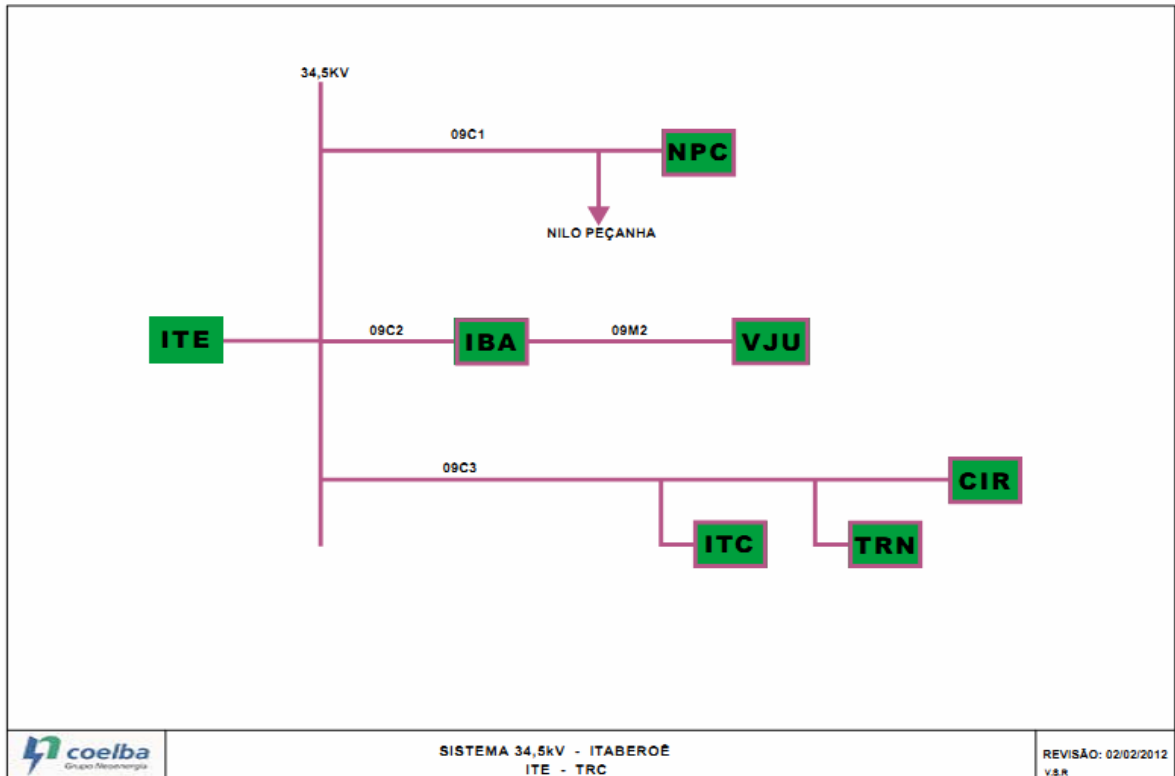 34,5KV
09C1
NPC
NILO PEÇANHA
ITE
09C2
IBA
09M2
VJU
09C3
CIR
ITC
TRN
coelba
Grupo Neoenergia
SISTEMA 34,5kV - ITABEROÊ
ITE - TRC
REVISÃO: 02/02/2012
V.S.R